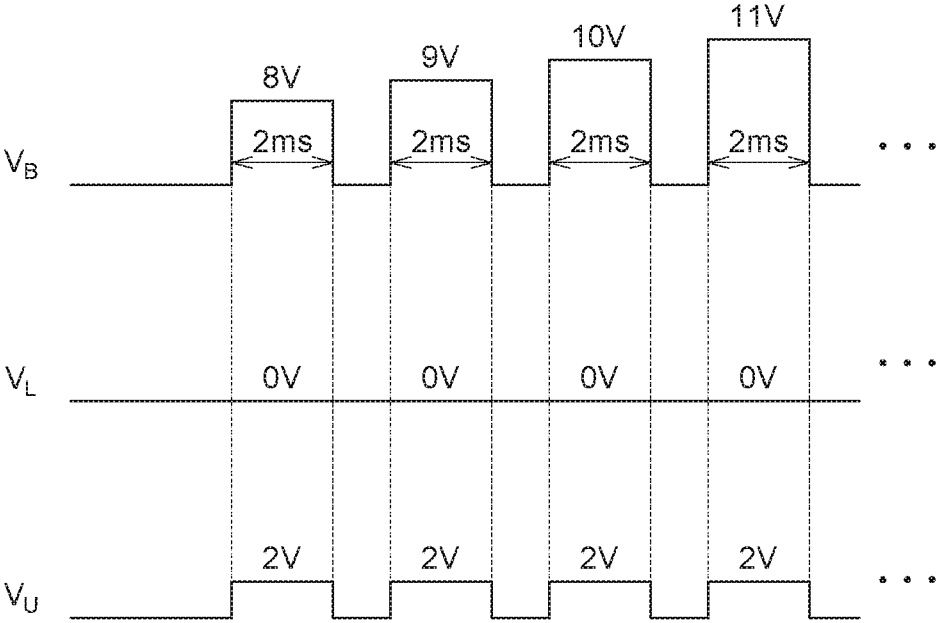 11V
10V
9V
8V
2ms 2ms 2ms 2ms
V_B
. . .
V_L 0V 0V 0V 0V
. . .
2V 2V 2V 2V
V_U
. . .